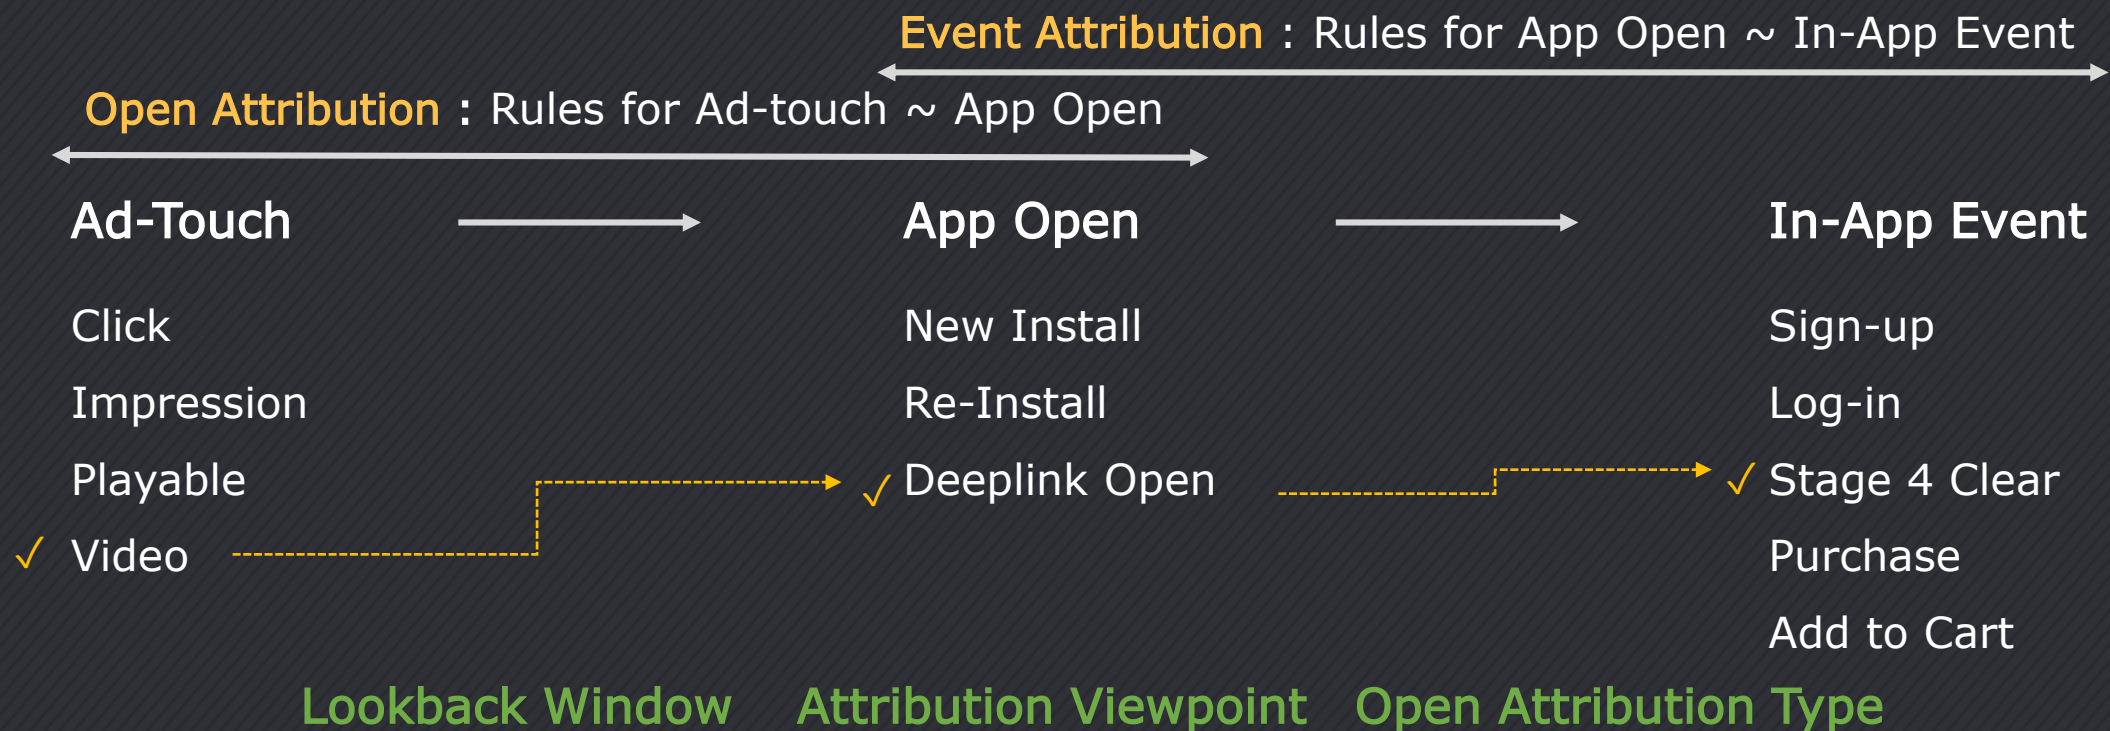 Event Attribution : Rules for App Open ~ In-App Event
Open Attribution : Rules for Ad-touch ~ App Open
Ad-Touch App Open In-App Event
Click New Install Sign-up
Impression Re-Install Log-in
Playable ✓ Deeplink Open ✓ Stage 4 Clear
✓ Video Purchase
Add to Cart
Lookback Window Attribution Viewpoint Open Attribution Type